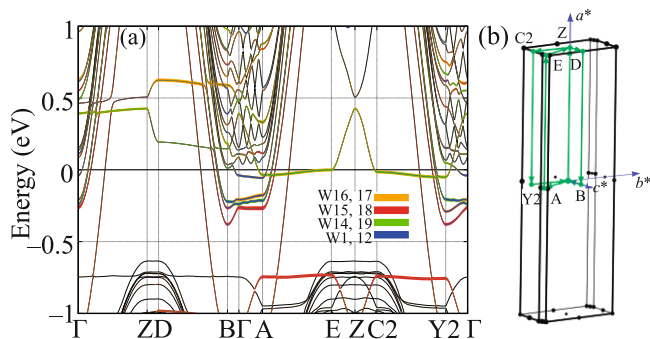 (a)
Energy (eV)
1
0.5
0
−0.5
−1
W16, 17
W15, 18
W14, 19
W1, 12
Γ ZD BΓ A E Z C2 Y2 Γ
(b)
a*
C2 Z
E D
b*
c*
Y2 A B